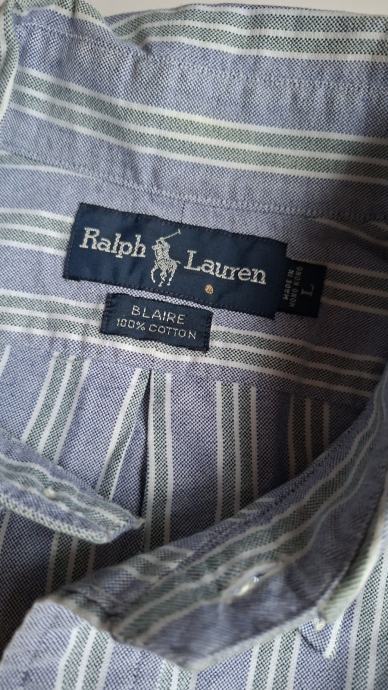 Ralph Lauren
MADE IN
HONG KONG
L
BLAIRE
100% COTTON